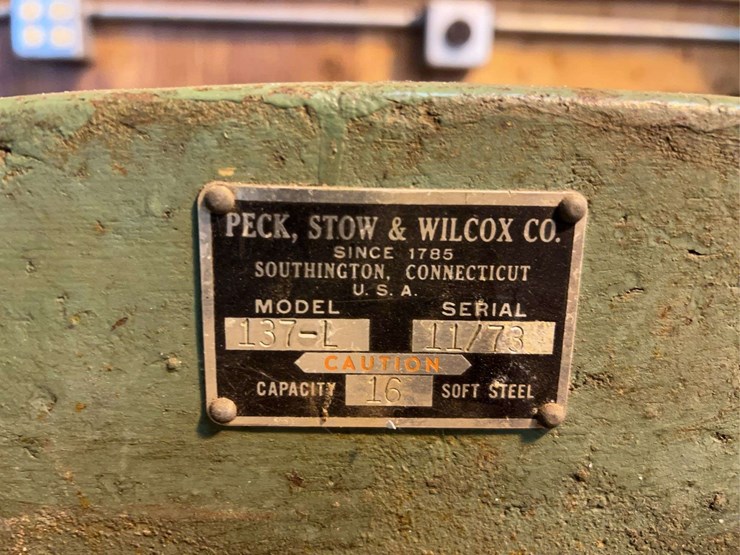 PECK, STOW & WILCOX CO.
SINCE 1785
SOUTHINGTON, CONNECTICUT
U. S. A.
MODEL SERIAL
137-L 11/73
CAUTION
CAPACITY 16 SOFT STEEL